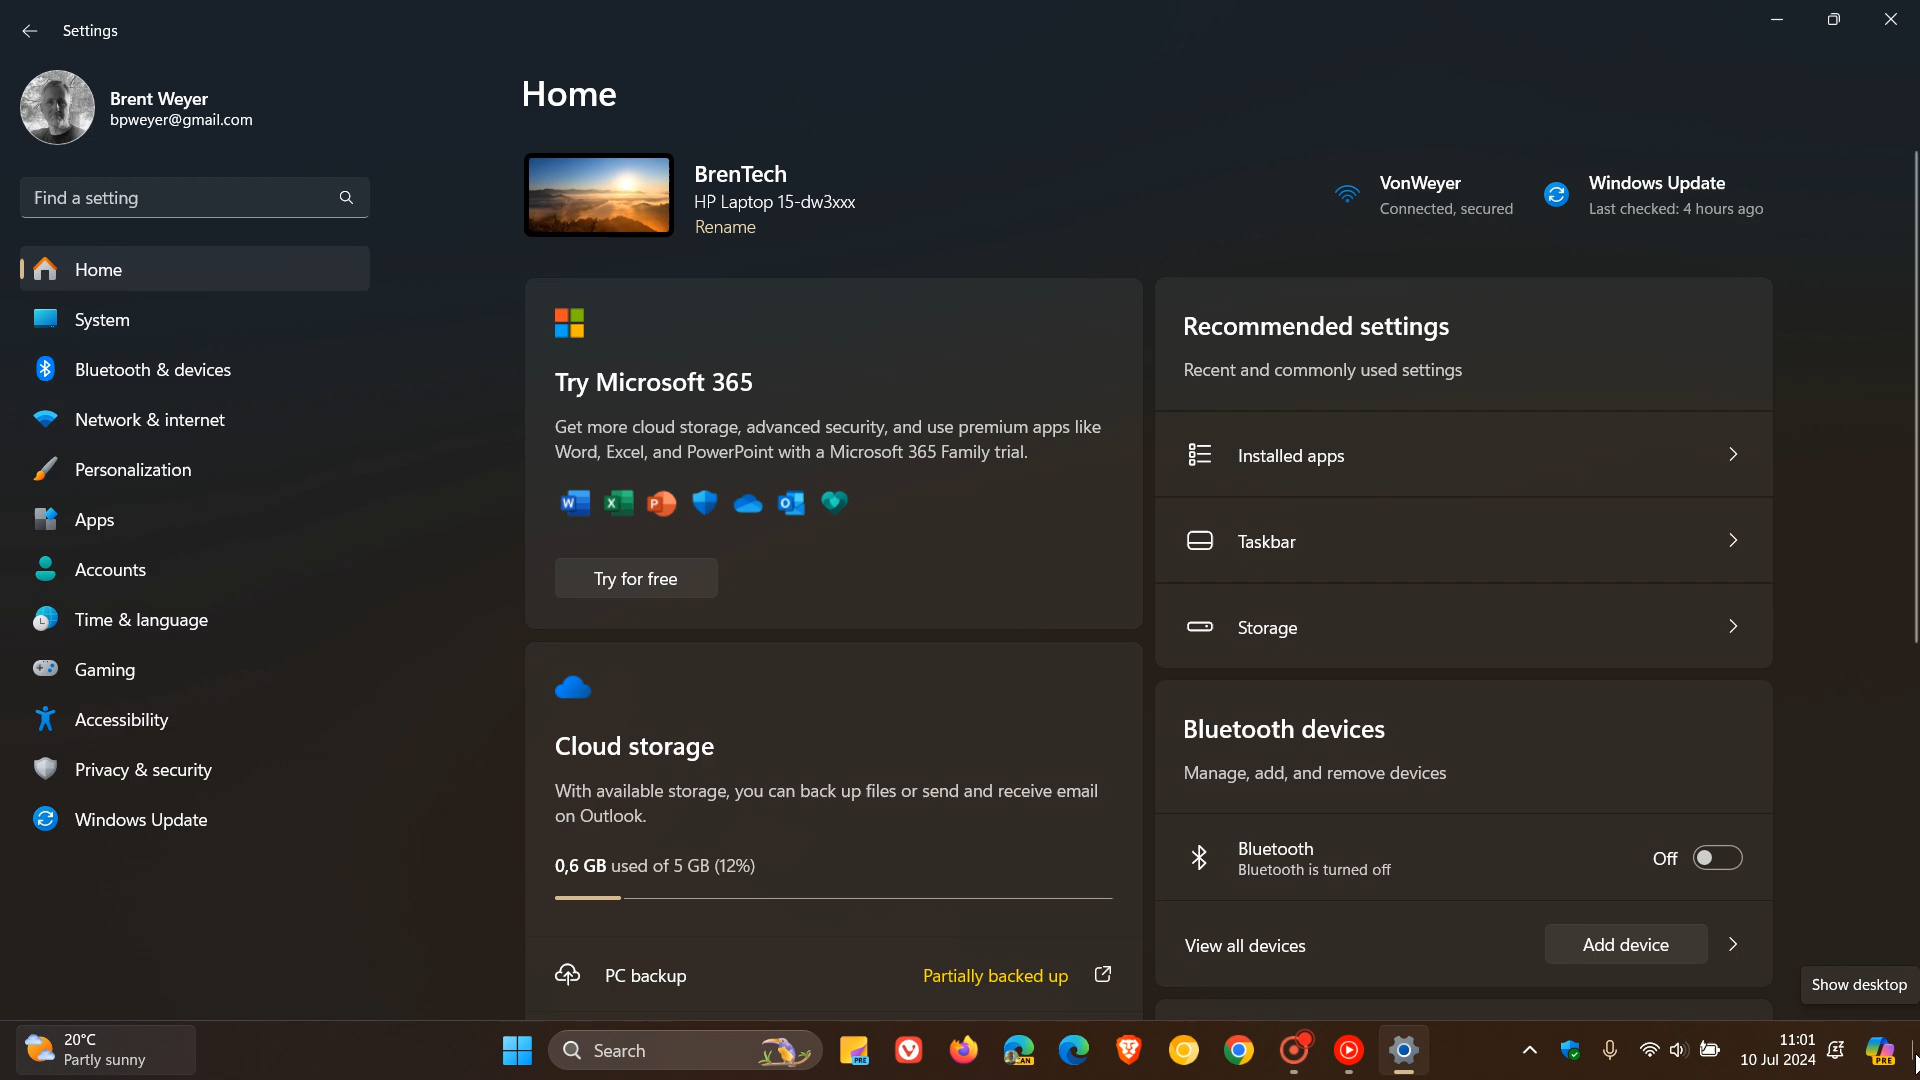 Settings
Brent Weyer
bpweyer@gmail.com
Find a setting
Home
System
Bluetooth & devices
Network & internet
Personalization
Apps
Accounts
Time & language
Gaming
Accessibility
Privacy & security
Windows Update
Home
BrenTech
HP Laptop 15-dw3xxx
Rename
VonWeyer
Connected, secured
Windows Update
Last checked: 4 hours ago
Try Microsoft 365
Get more cloud storage, advanced security, and use premium apps like
Word, Excel, and PowerPoint with a Microsoft 365 Family trial.
Try for free
Cloud storage
With available storage, you can back up files or send and receive email
on Outlook.
0,6 GB used of 5 GB (12%)
PC backup
Partially backed up
Recommended settings
Recent and commonly used settings
Installed apps
Taskbar
Storage
Bluetooth devices
Manage, add, and remove devices
Bluetooth
Bluetooth is turned off
Off
View all devices
Add device
Show desktop
20°C
Partly sunny
Search
PRE
CAN
11:01
10 Jul 2024
PRE